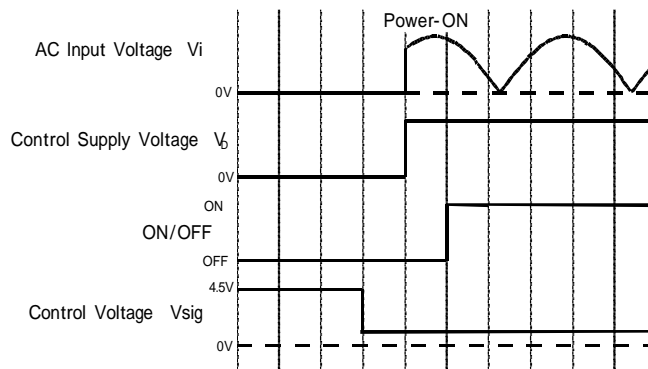 Power-ON
AC Input Voltage Vi
0V
Control Supply Voltage VD
0V
ON
ON/OFF
OFF
4.5V
Control Voltage Vsig
0V